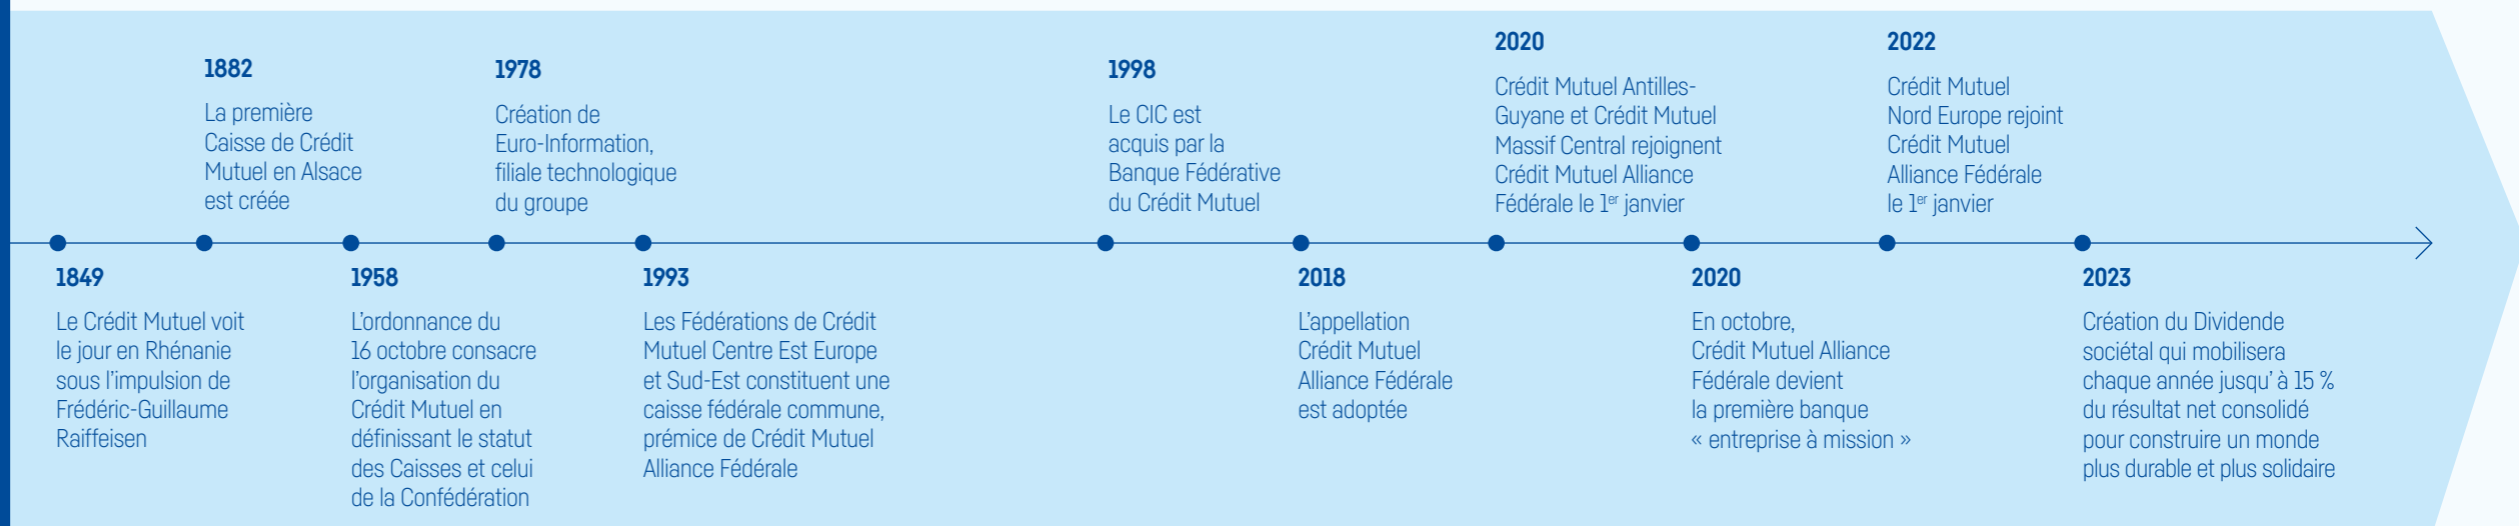 1849
Le Crédit Mutuel voit
le jour en Rhénanie
sous l'impulsion de
Frédéric-Guillaume
Raiffeisen
1882
La première
Caisse de Crédit
Mutuel en Alsace
est créée
1958
L'ordonnance du
16 octobre consacre
l'organisation du
Crédit Mutuel en
définissant le statut
des Caisses et celui
de la Confédération
1978
Création de
Euro-Information,
filiale technologique
du groupe
1993
Les Fédérations de Crédit
Mutuel Centre Est Europe
et Sud-Est constituent une
caisse fédérale commune,
prémice de Crédit Mutuel
Alliance Fédérale
1998
Le CIC est
acquis par la
Banque Fédérative
du Crédit Mutuel
2018
L'appellation
Crédit Mutuel
Alliance Fédérale
est adoptée
2020
Crédit Mutuel Antilles-
Guyane et Crédit Mutuel
Massif Central rejoignent
Crédit Mutuel Alliance
Fédérale le 1er janvier
2020
En octobre,
Crédit Mutuel Alliance
Fédérale devient
la première banque
« entreprise à mission »
2022
Crédit Mutuel
Nord Europe rejoint
Crédit Mutuel
Alliance Fédérale
le 1er janvier
2023
Création du Dividende
sociétal qui mobilisera
chaque année jusqu' à 15 %
du résultat net consolidé
pour construire un monde
plus durable et plus solidaire